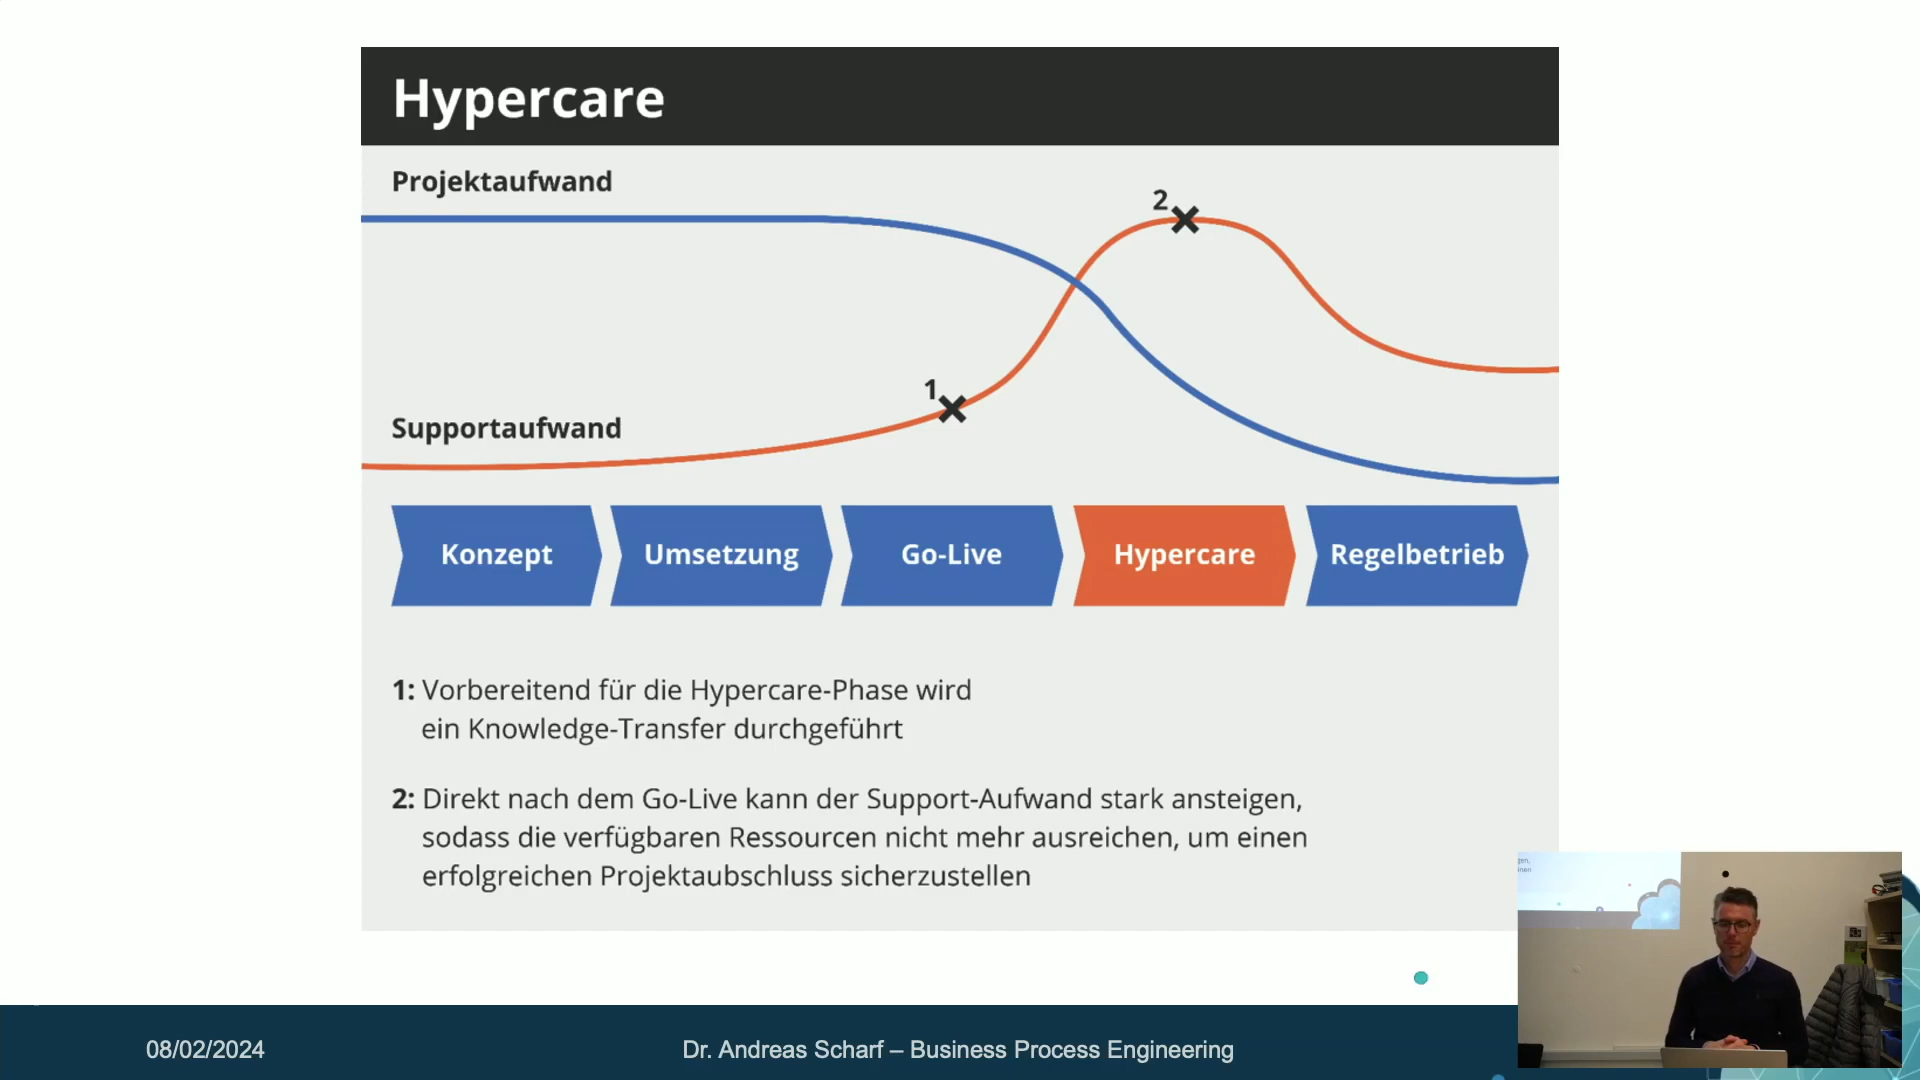 Hypercare
Projektaufwand
2
1
Supportaufwand
Konzept
Umsetzung
Go-Live
Hypercare
Regelbetrieb
1: Vorbereitend für die Hypercare-Phase wird
ein Knowledge-Transfer durchgeführt
2: Direkt nach dem Go-Live kann der Support-Aufwand stark ansteigen,
sodass die verfügbaren Ressourcen nicht mehr ausreichen, um einen
erfolgreichen Projektaubschluss sicherzustellen
08/02/2024
Dr. Andreas Scharf – Business Process Engineering